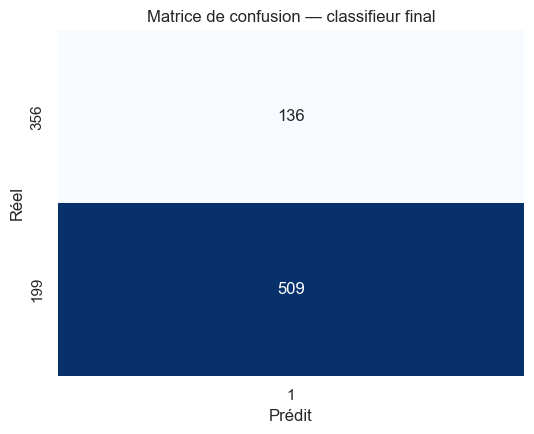 Matrice de confusion — classifieur final
356
136
Réel
199
509
1
Prédit